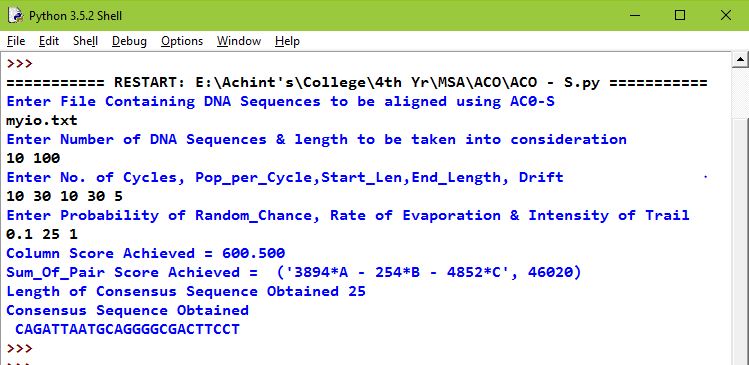 Python 3.5.2 Shell
File Edit Shell Debug Options Window Help
>>>
=========== RESTART: E:\Achint's\College\4th Yr\MSA\ACO\ACO - S.py ===========
Enter File Containing DNA Sequences to be aligned using AC0-S
myio.txt
Enter Number of DNA Sequences & length to be taken into consideration
10 100
Enter No. of Cycles, Pop_per_Cycle,Start_Len,End_Length, Drift
10 30 10 30 5
Enter Probability of Random_Chance, Rate of Evaporation & Intensity of Trail
0.1 25 1
Column Score Achieved = 600.500
Sum_Of_Pair Score Achieved =  ('3894*A - 254*B - 4852*C', 46020)
Length of Consensus Sequence Obtained 25
Consensus Sequence Obtained
 CAGATTAATGCAGGGGCGACTTCCT
>>>
>>>